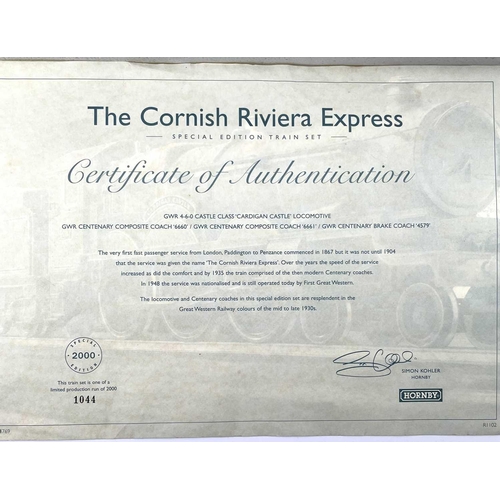 The Cornish Riviera Express
SPECIAL EDITION TRAIN SET
Certificate of Authentication
GWR 4-6-0 CASTLE CLASS 'CARDIGAN CASTLE' LOCOMOTIVE
GWR CENTENARY COMPOSITE COACH '6660' / GWR CENTENARY COMPOSITE COACH '6661' / GWR CENTENARY BRAKE COACH '4579'
The very first fast passenger service from London, Paddington to Penzance commenced in 1867 but it was not until 1904
that the service was given the name 'The Cornish Riviera Express'. Over the years the speed of the service
increased as did the comfort and by 1935 the train comprised of the then modern Centenary coaches.
In 1948 the service was nationalised and is still operated today by First Great Western.
The locomotive and Centenary coaches in this special edition set are resplendent in the
Great Western Railway colours of the mid to late 1930s.
SPECIAL
2000
EDITION
This train set is one of a
limited production run of 2000
1044
SIMON KOHLER
HORNBY
HORNBY
R1102